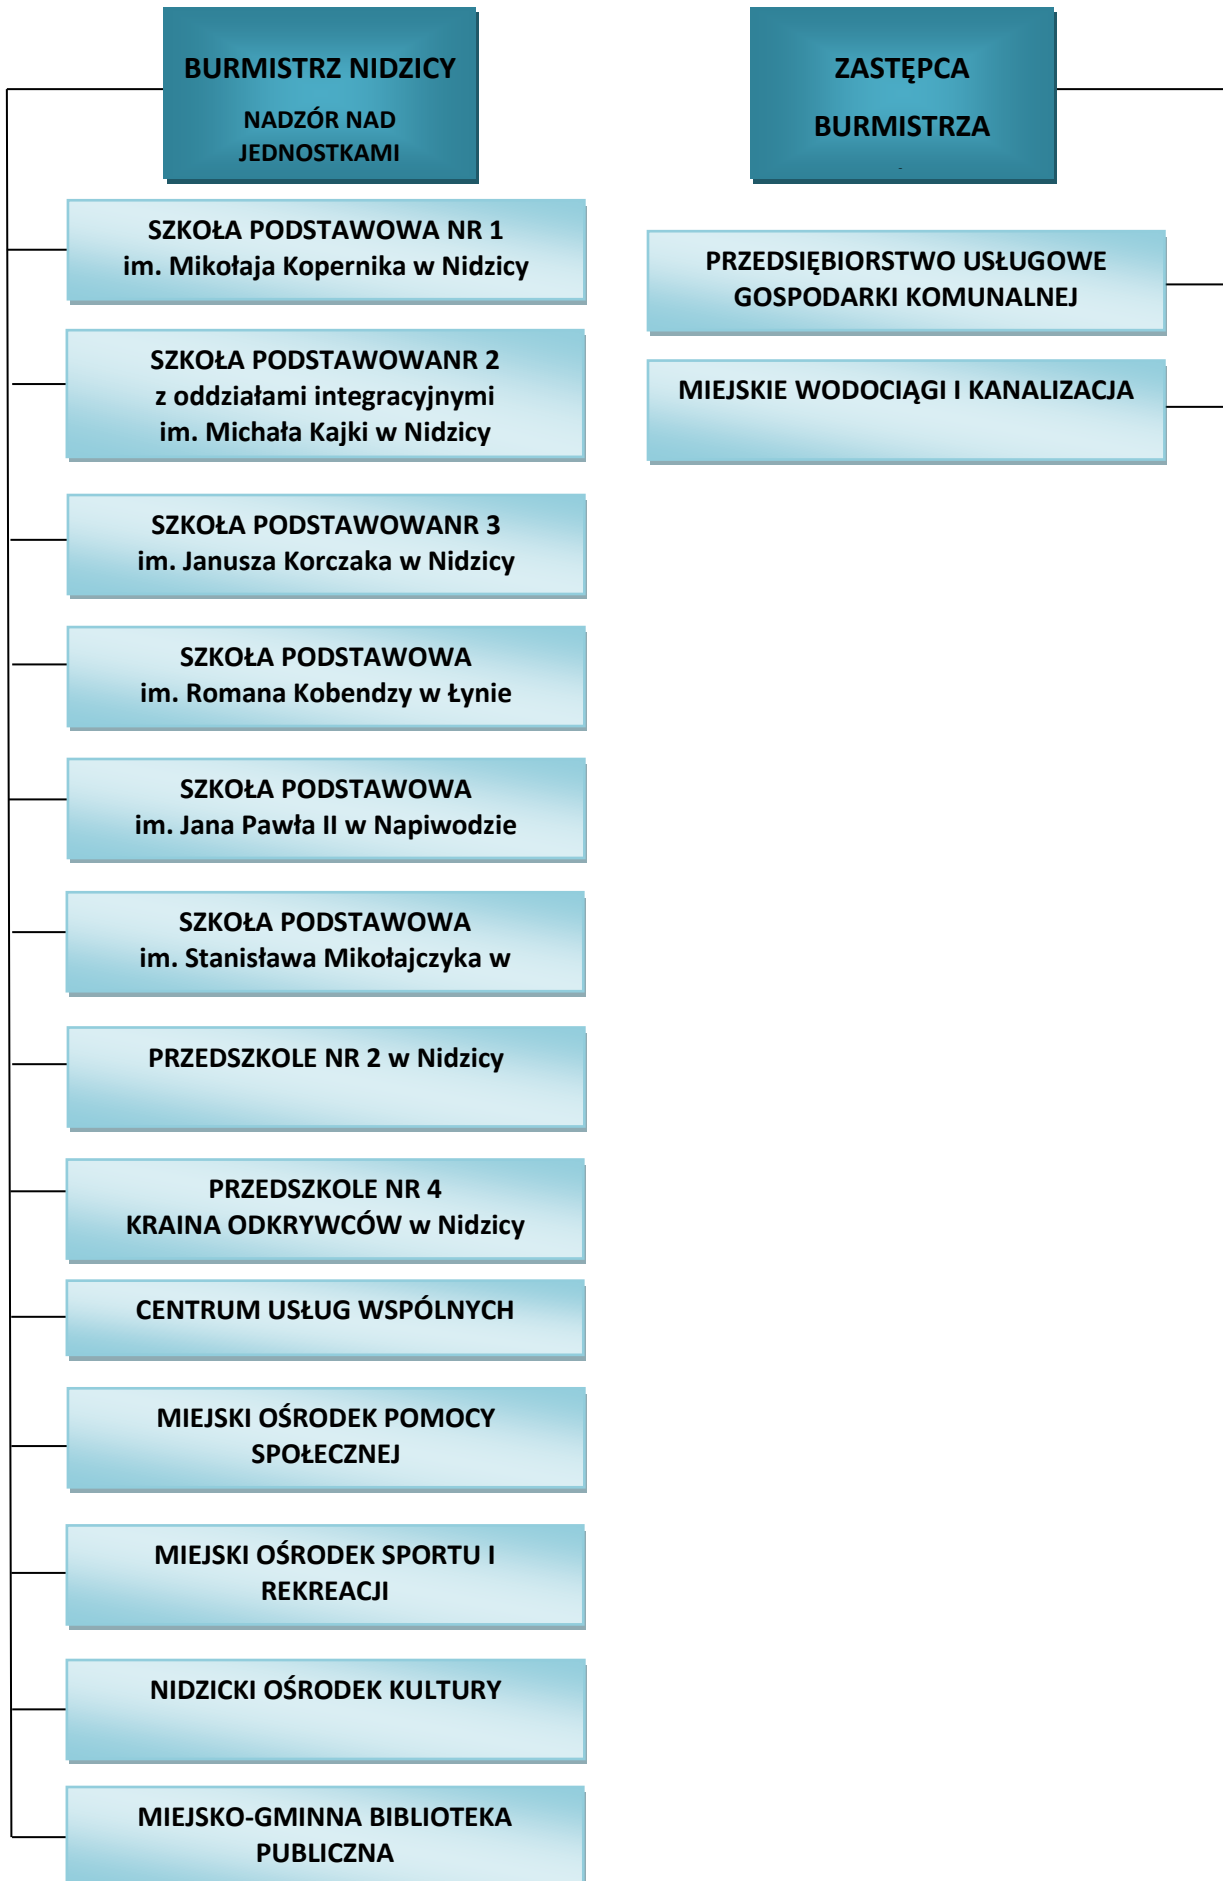 BURMISTRZ NIDZICY
NADZÓR NAD
JEDNOSTKAMI
SZKOŁA PODSTAWOWA NR 1
im. Mikołaja Kopernika w Nidzicy
SZKOŁA PODSTAWOWANR 2
z oddziałami integracyjnymi
im. Michała Kajki w Nidzicy
SZKOŁA PODSTAWOWANR 3
im. Janusza Korczaka w Nidzicy
SZKOŁA PODSTAWOWA
im. Romana Kobendzy w Łynie
SZKOŁA PODSTAWOWA
im. Jana Pawła II w Napiwodzie
SZKOŁA PODSTAWOWA
im. Stanisława Mikołajczyka w
PRZEDSZKOLE NR 2 w Nidzicy
PRZEDSZKOLE NR 4
KRAINA ODKRYWCÓW w Nidzicy
CENTRUM USŁUG WSPÓLNYCH
MIEJSKI OŚRODEK POMOCY
SPOŁECZNEJ
MIEJSKI OŚRODEK SPORTU I
REKREACJI
NIDZICKI OŚRODEK KULTURY
MIEJSKO-GMINNA BIBLIOTEKA
PUBLICZNA
ZASTĘPCA
BURMISTRZA
PRZEDSIĘBIORSTWO USŁUGOWE
GOSPODARKI KOMUNALNEJ
MIEJSKIE WODOCIĄGI I KANALIZACJA